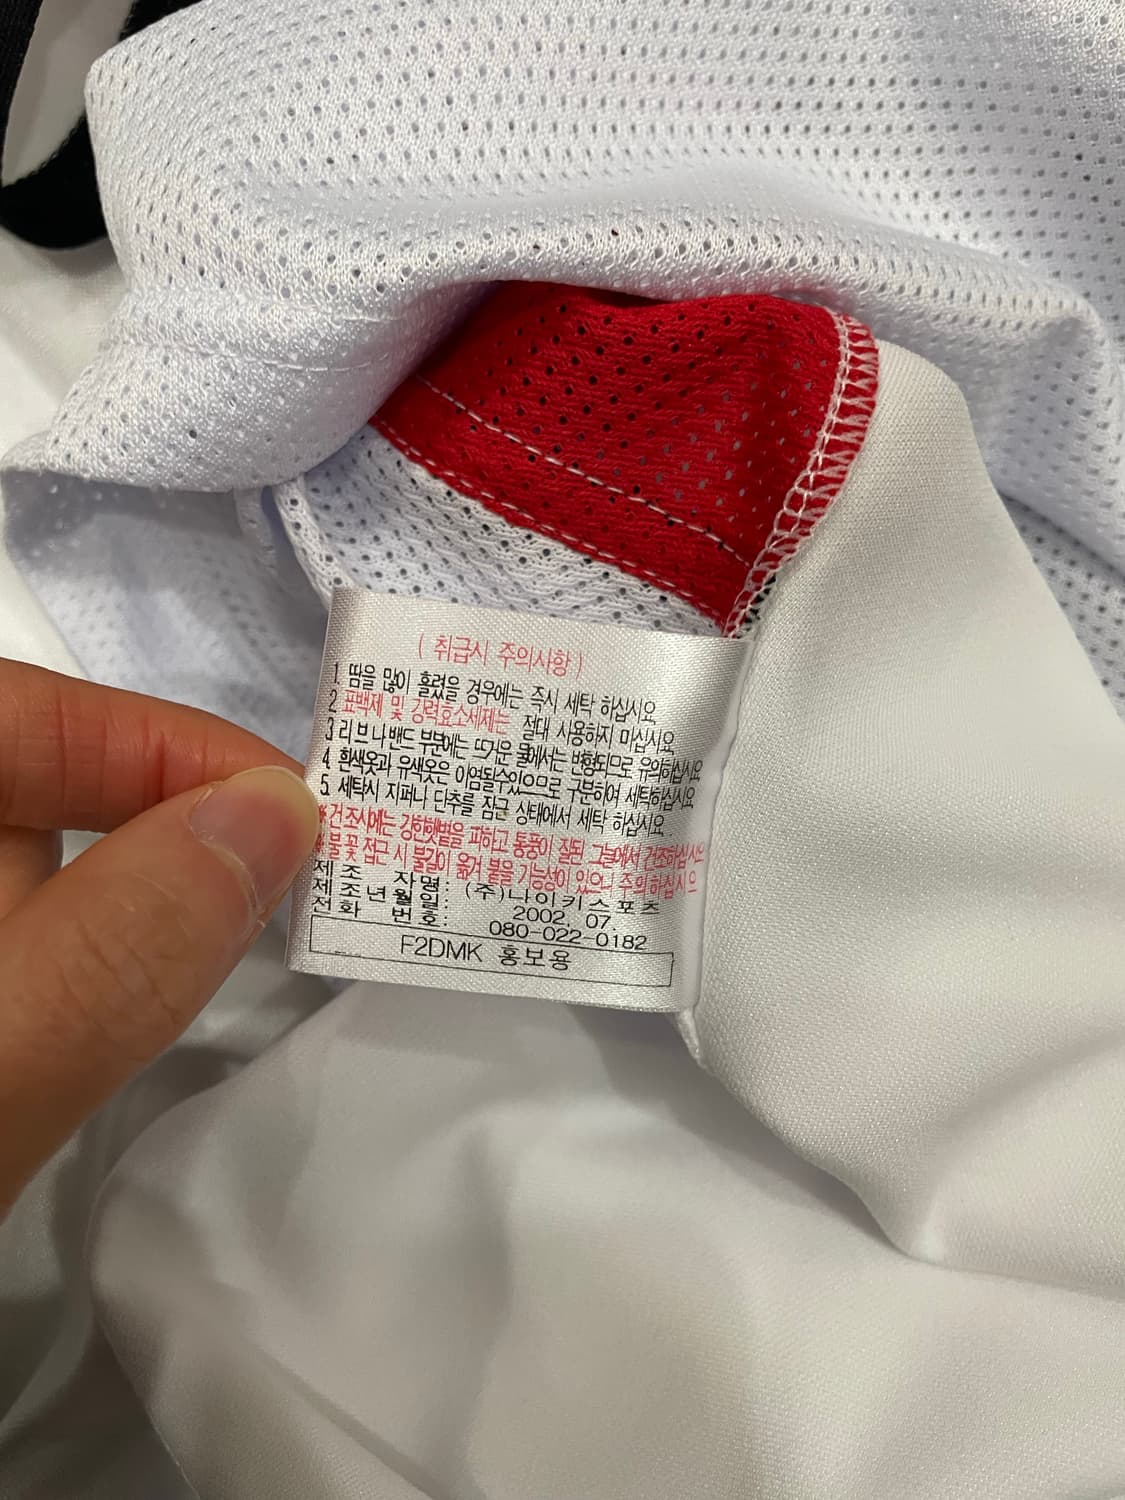 ( 취급시 주의사항 )
1. 땀을 많이 흘렸을 경우에는 즉시 세탁 하십시요.
2 표백제 및 강력효소세제는 절대 사용하지 마십시요.
3 리브나 밴드 부분에는 뜨거운 물에서는 변형되므로 유의하십시요
4. 흰색옷과 유색옷은 이염될수있으므로 구분하여 세탁하십시요
5. 세탁시 지퍼나 단추를 잠근 상태에서 세탁 하십시요.
*건조시에는 강한햇볕을 피하고 통풍이 잘된 그늘에서 건조하십시요
*불꽃 접근 시 불길이 옮겨 붙을 가능성이 있으니 주의하십시요
제조 자명: (주)나이키스포츠
제조년월일: 2002. 07.
전화 번호: 080-022-0182
F2DMK 홍보용